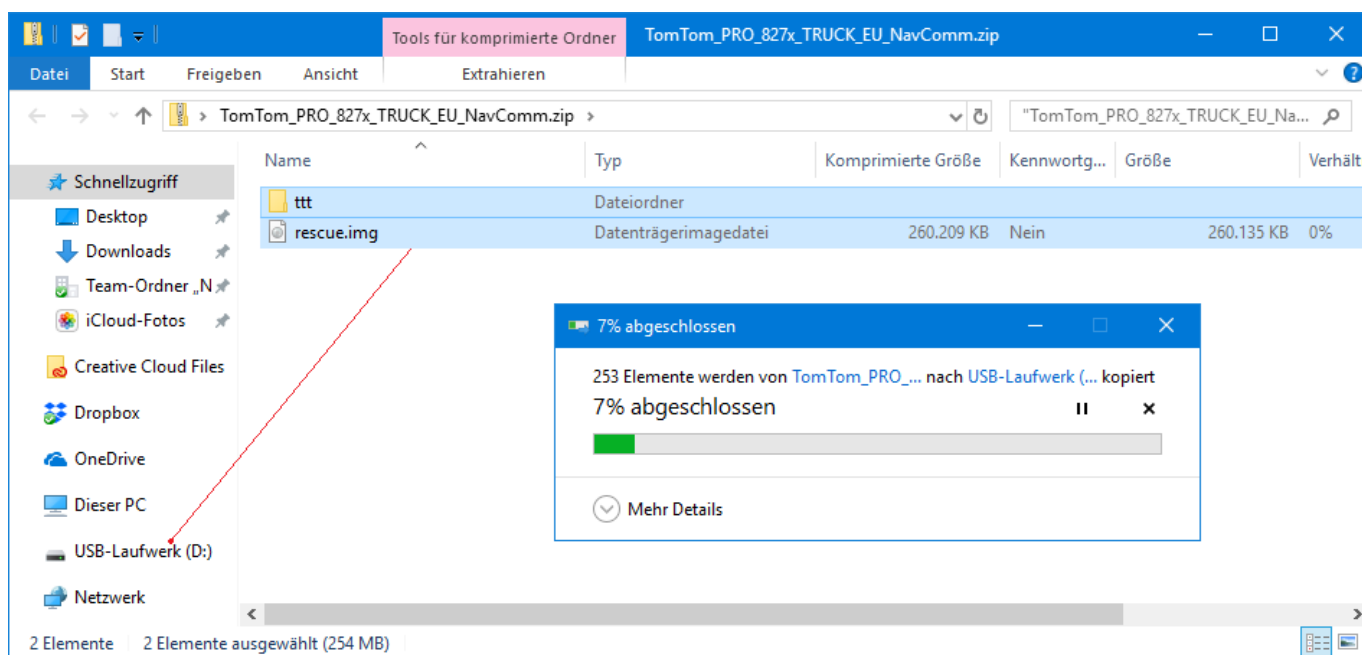 Tools für komprimierte Ordner TomTom_PRO_827x_TRUCK_EU_NavComm.zip
Datei Start Freigeben Ansicht Extrahieren
TomTom_PRO_827x_TRUCK_EU_NavComm.zip "TomTom_PRO_827x_TRUCK_EU_Na...
Name Typ Komprimierte Größe Kennwortg... Größe Verhält
ttt Dateiordner
rescue.img Datenträgerimagedatei 260.209 KB Nein 260.135 KB 0%
Schnellzugriff
Desktop
Downloads
Team-Ordner „N
iCloud-Fotos
Creative Cloud Files
Dropbox
OneDrive
Dieser PC
USB-Laufwerk (D:)
Netzwerk
7% abgeschlossen
253 Elemente werden von TomTom_PRO_... nach USB-Laufwerk (... kopiert
7% abgeschlossen
Mehr Details
2 Elemente 2 Elemente ausgewählt (254 MB)